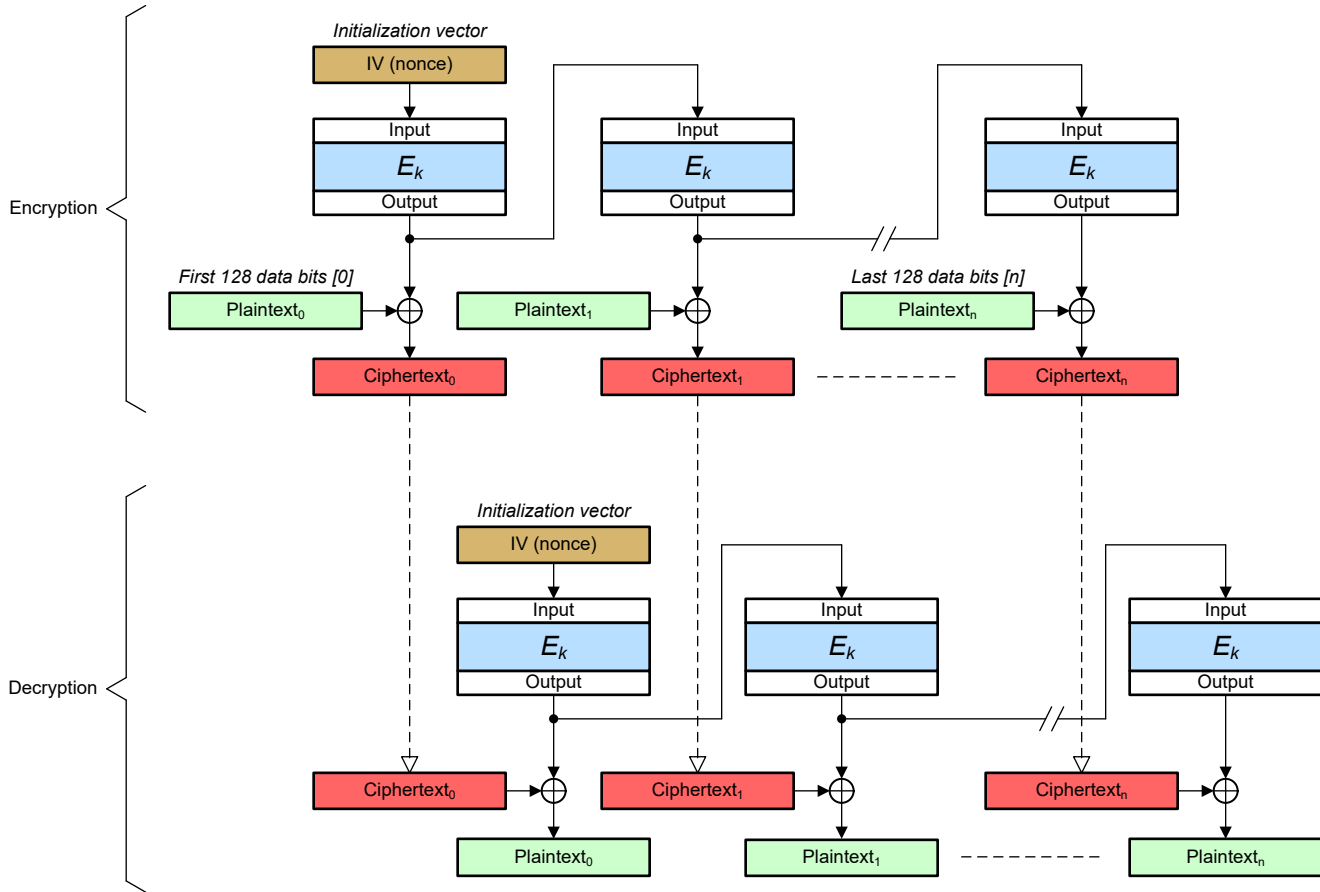 Initialization vector
IV (nonce)
Input
Input
Input
E_k
E_k
E_k
Output
Output
Output
Encryption
First 128 data bits [0]
Last 128 data bits [n]
Plaintext₀
Plaintext₁
Plaintextₙ
Ciphertext₀
Ciphertext₁
Ciphertextₙ
Initialization vector
IV (nonce)
Input
Input
Input
E_k
E_k
E_k
Output
Output
Output
Decryption
Ciphertext₀
Ciphertext₁
Ciphertextₙ
Plaintext₀
Plaintext₁
Plaintextₙ